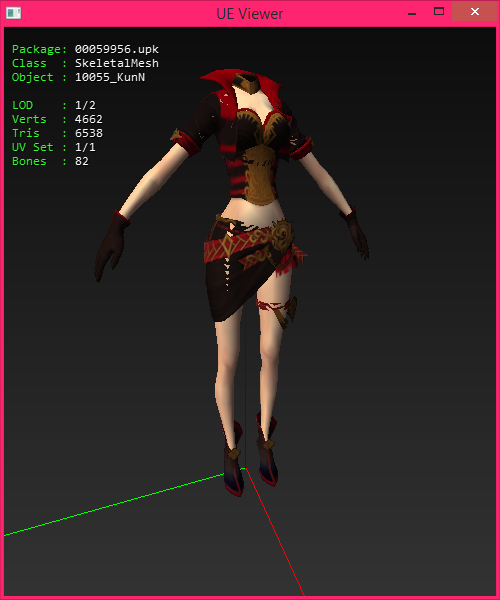 UE Viewer
Package: 00059956.upk
Class  : SkeletalMesh
Object : 10055_KunN
LOD    : 1/2
Verts  : 4662
Tris   : 6538
UV Set : 1/1
Bones  : 82